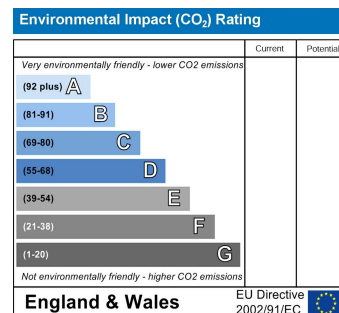 Environmental Impact (CO₂) Rating
Current Potential
Very environmentally friendly - lower CO2 emissions
(92 plus) A
(81-91) B
(69-80) C
(55-68) D
(39-54) E
(21-38) F
(1-20) G
Not environmentally friendly - higher CO2 emissions
England & Wales
EU Directive
2002/91/EC